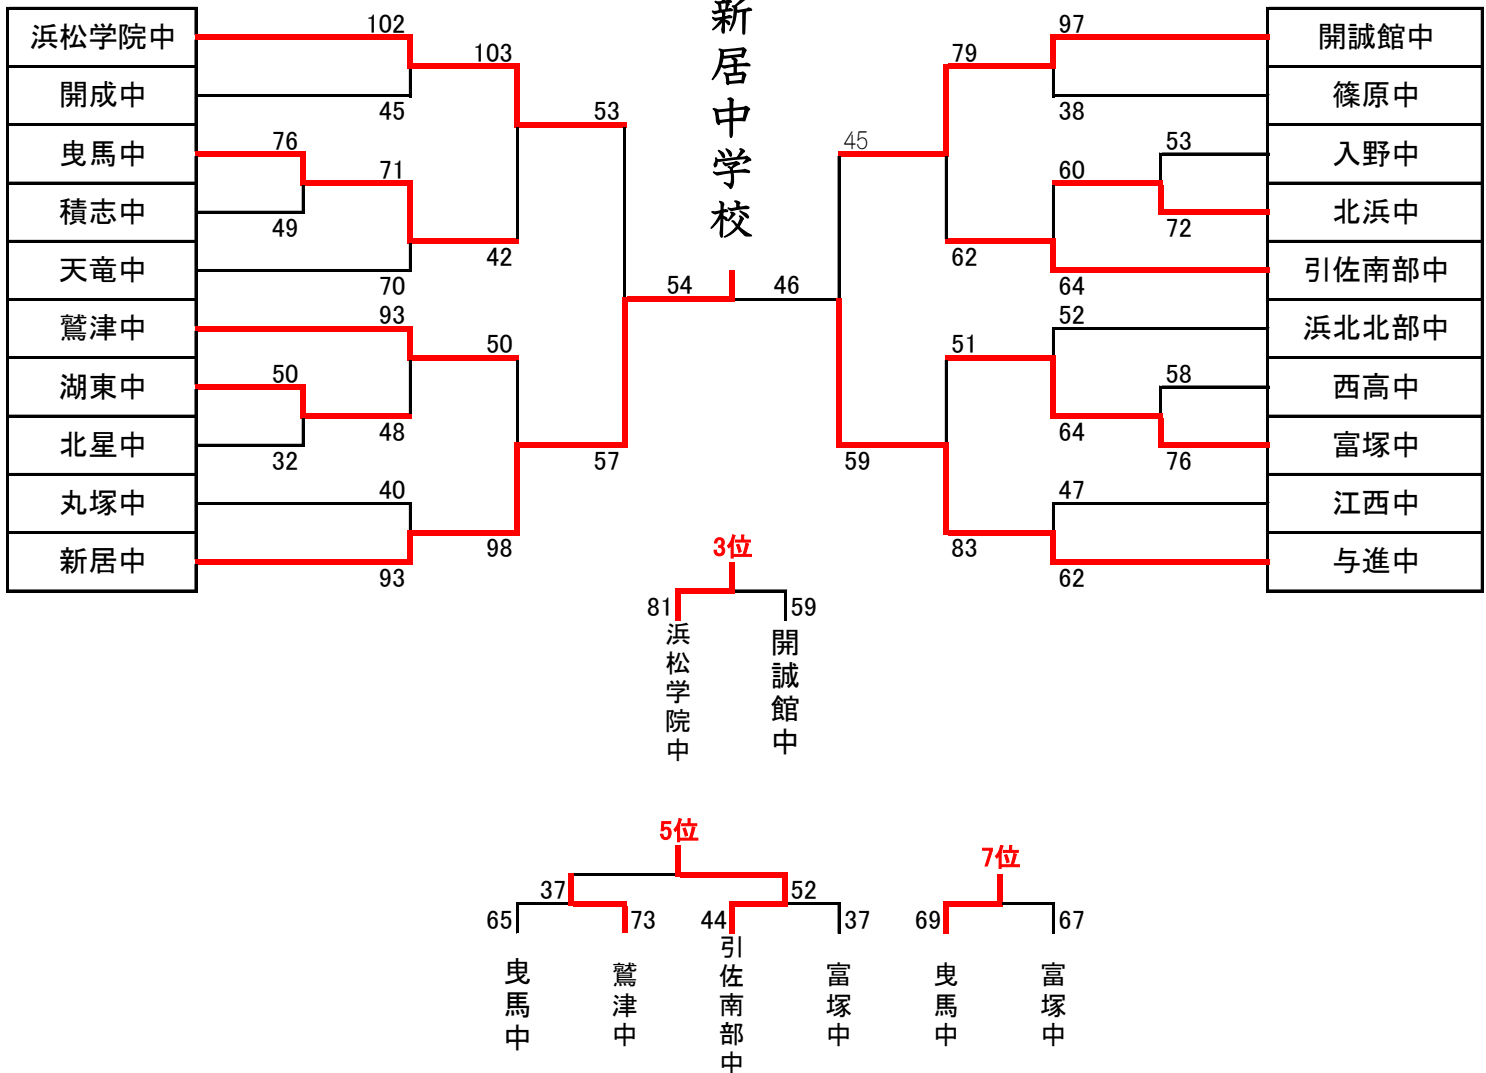 新居中学校
浜松学院中
開成中
曳馬中
積志中
天竜中
鷲津中
湖東中
北星中
丸塚中
新居中
102
45
76
49
71
70
93
50
32
48
40
93
103
42
50
98
53
57
54
46
45
59
79
62
51
83
97
38
60
64
53
72
52
64
58
76
47
62
開誠館中
篠原中
入野中
北浜中
引佐南部中
浜北北部中
西高中
富塚中
江西中
与進中
3位
81
59
浜松学院中
開誠館中
5位
37
52
65
73
44
37
曳馬中
鷲津中
引佐南部中
富塚中
7位
69
67
曳馬中
富塚中